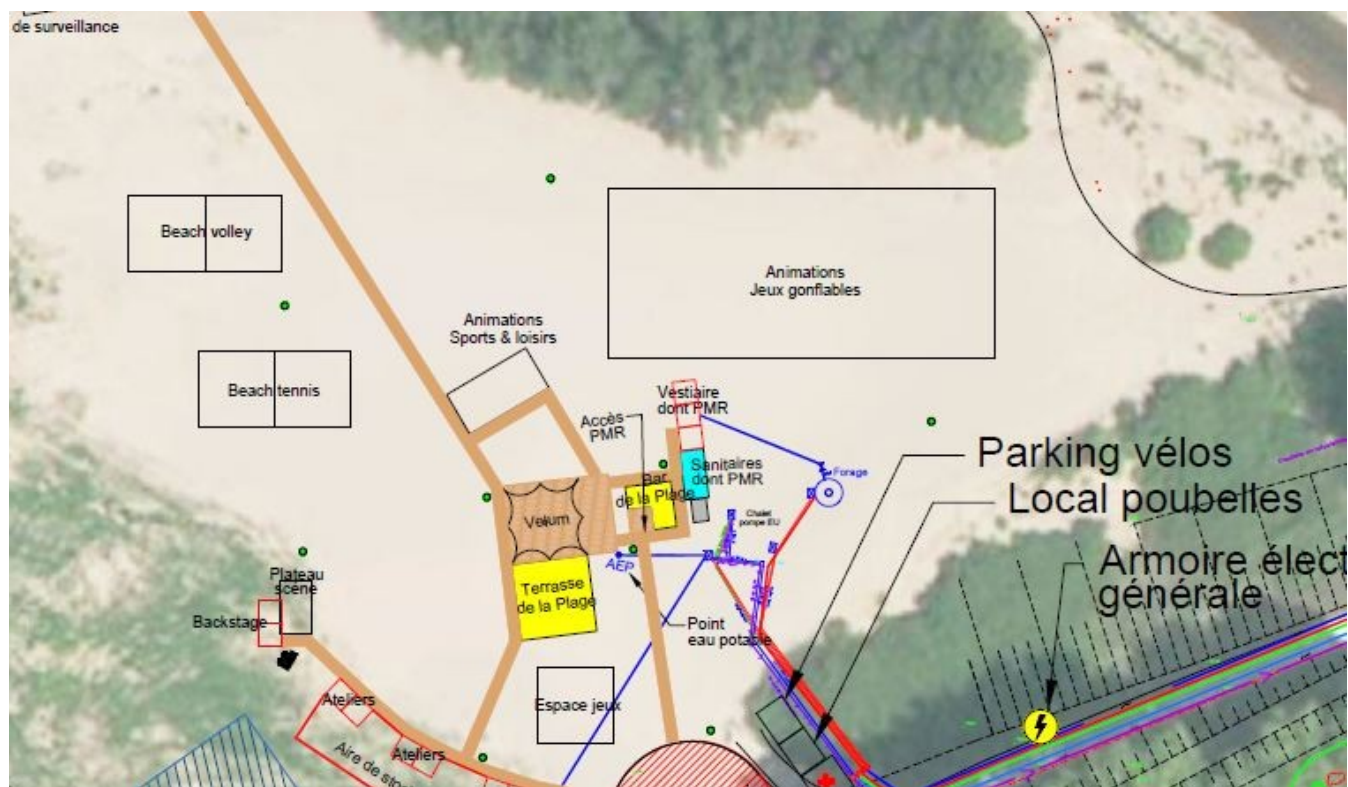 de surveillance
Beach volley
Animations
Jeux gonflables
Animations
Sports & loisirs
Beach tennis
Vestiaire
dont PMR
Accès
PMR
Parking vélos
Sanitaires
dont PMR
Forage
Bar
de la Plage
Local poubelles
Velum
Chalet
pompe EU
Armoire élect
générale
AEP
Plateau
scène
Terrasse
de la Plage
Backstage
Point
eau potable
Ateliers
Espace jeux
Ateliers
Aire de sto